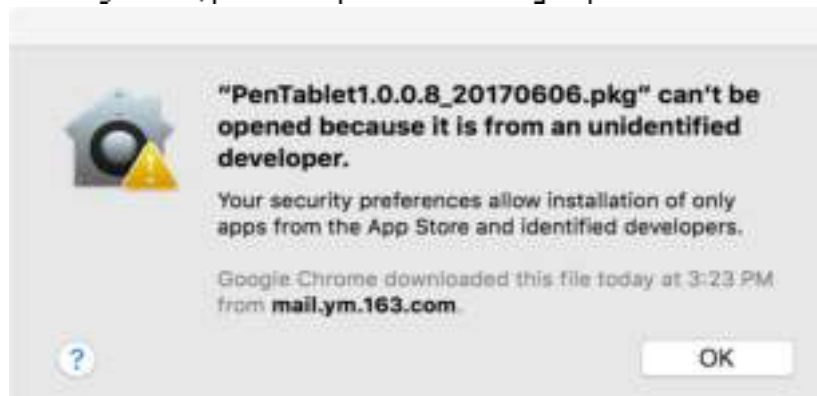 "PenTablet1.0.0.8_20170606.pkg" can't be
opened because it is from an unidentified
developer.
Your security preferences allow installation of only
apps from the App Store and identified developers.
Google Chrome downloaded this file today at 3:23 PM
from mail.ym.163.com.
?
OK